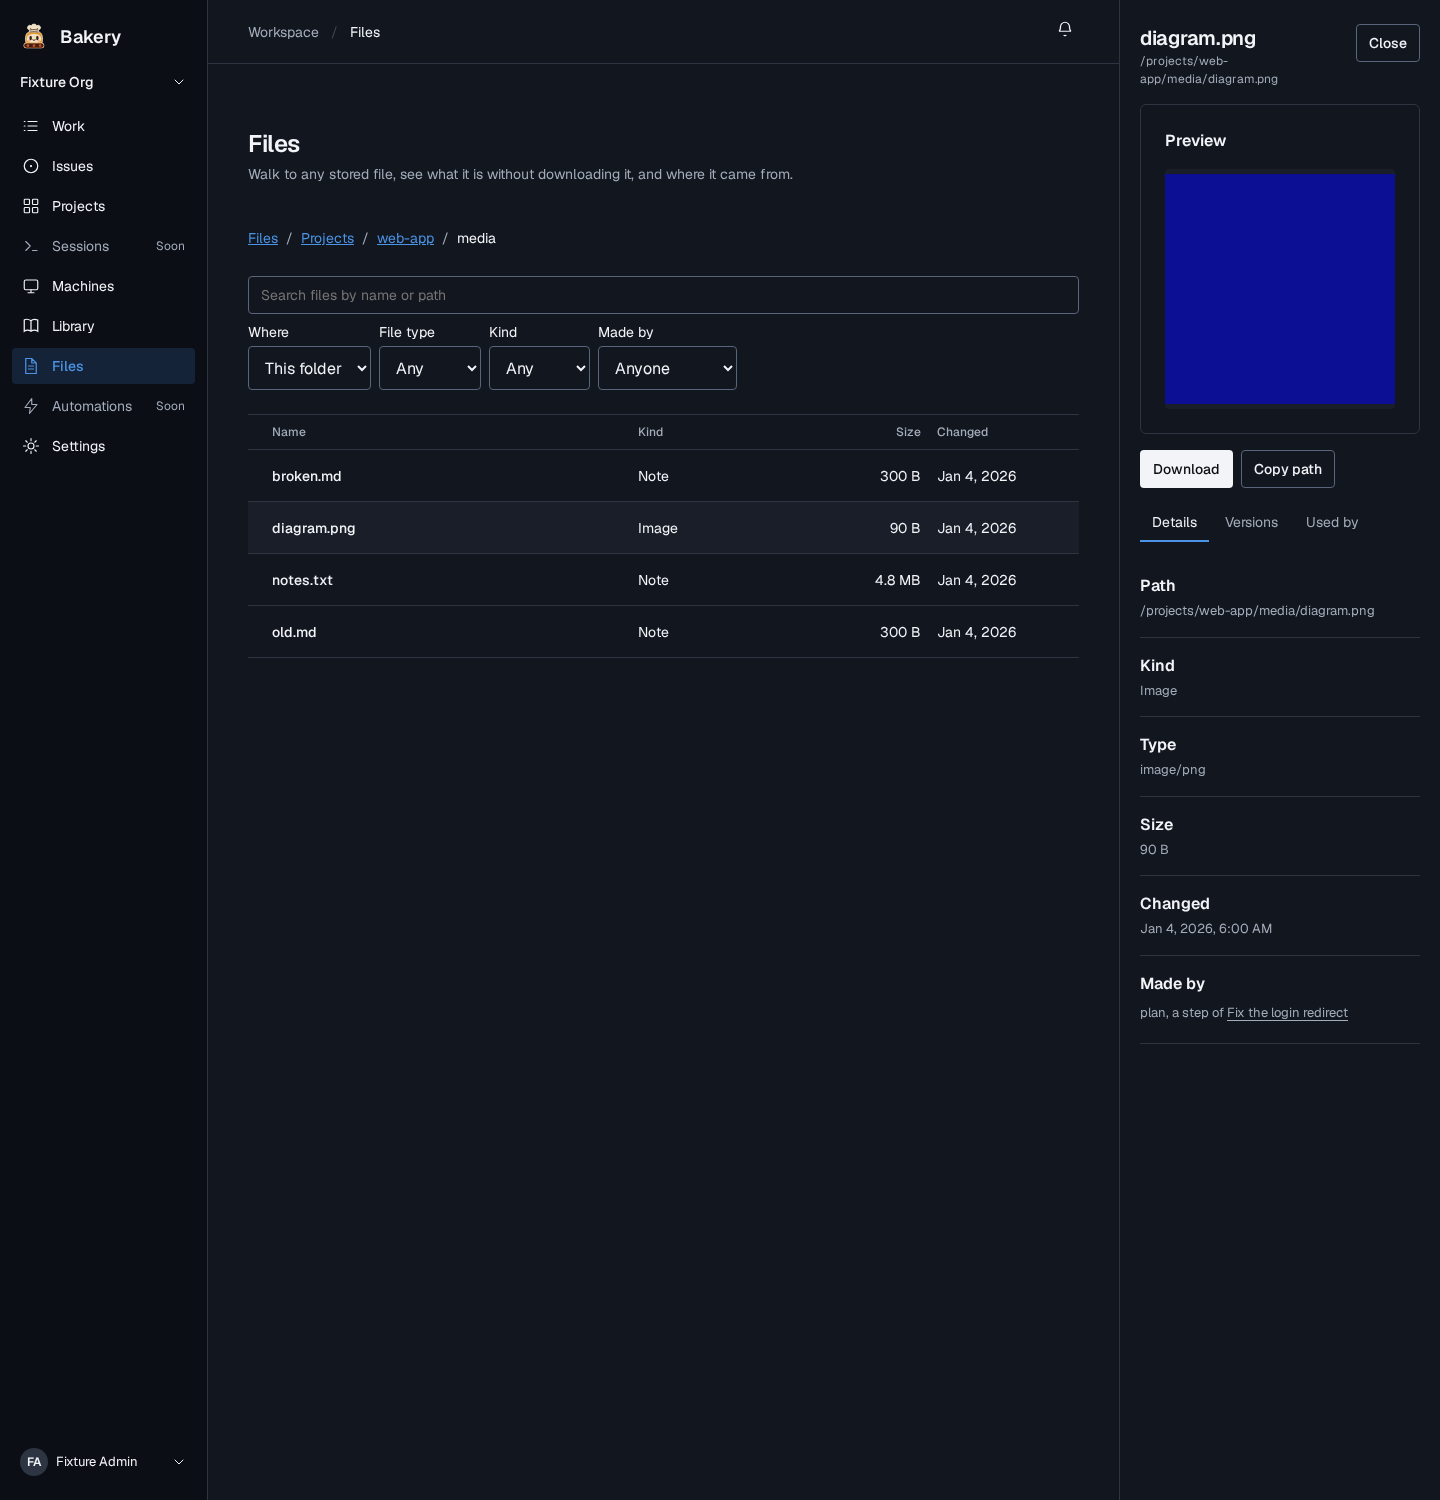 Bakery
Fixture Org
Work
Issues
Projects
Sessions Soon
Machines
Library
Files
Automations Soon
Settings
FA Fixture Admin
Workspace / Files
Files
Walk to any stored file, see what it is without downloading it, and where it came from.
Files / Projects / web-app / media
Search files by name or path
Where File type Kind Made by
This folder Any Any Anyone
Name Kind Size Changed
broken.md Note 300 B Jan 4, 2026
diagram.png Image 90 B Jan 4, 2026
notes.txt Note 4.8 MB Jan 4, 2026
old.md Note 300 B Jan 4, 2026
diagram.png
Close
/projects/web-
app/media/diagram.png
Preview
Download Copy path
Details Versions Used by
Path
/projects/web-app/media/diagram.png
Kind
Image
Type
image/png
Size
90 B
Changed
Jan 4, 2026, 6:00 AM
Made by
plan, a step of Fix the login redirect